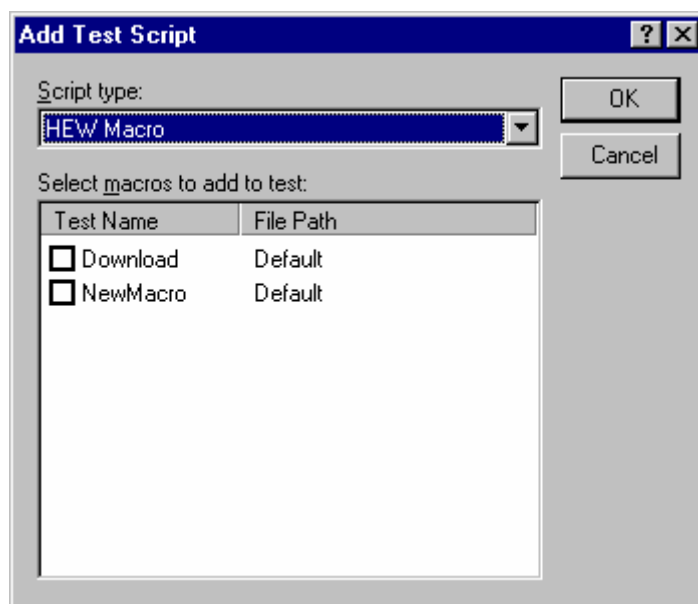 Add Test Script
Script type:
OK
HEW Macro
Cancel
Select macros to add to test:
Test Name File Path
Download Default
NewMacro Default